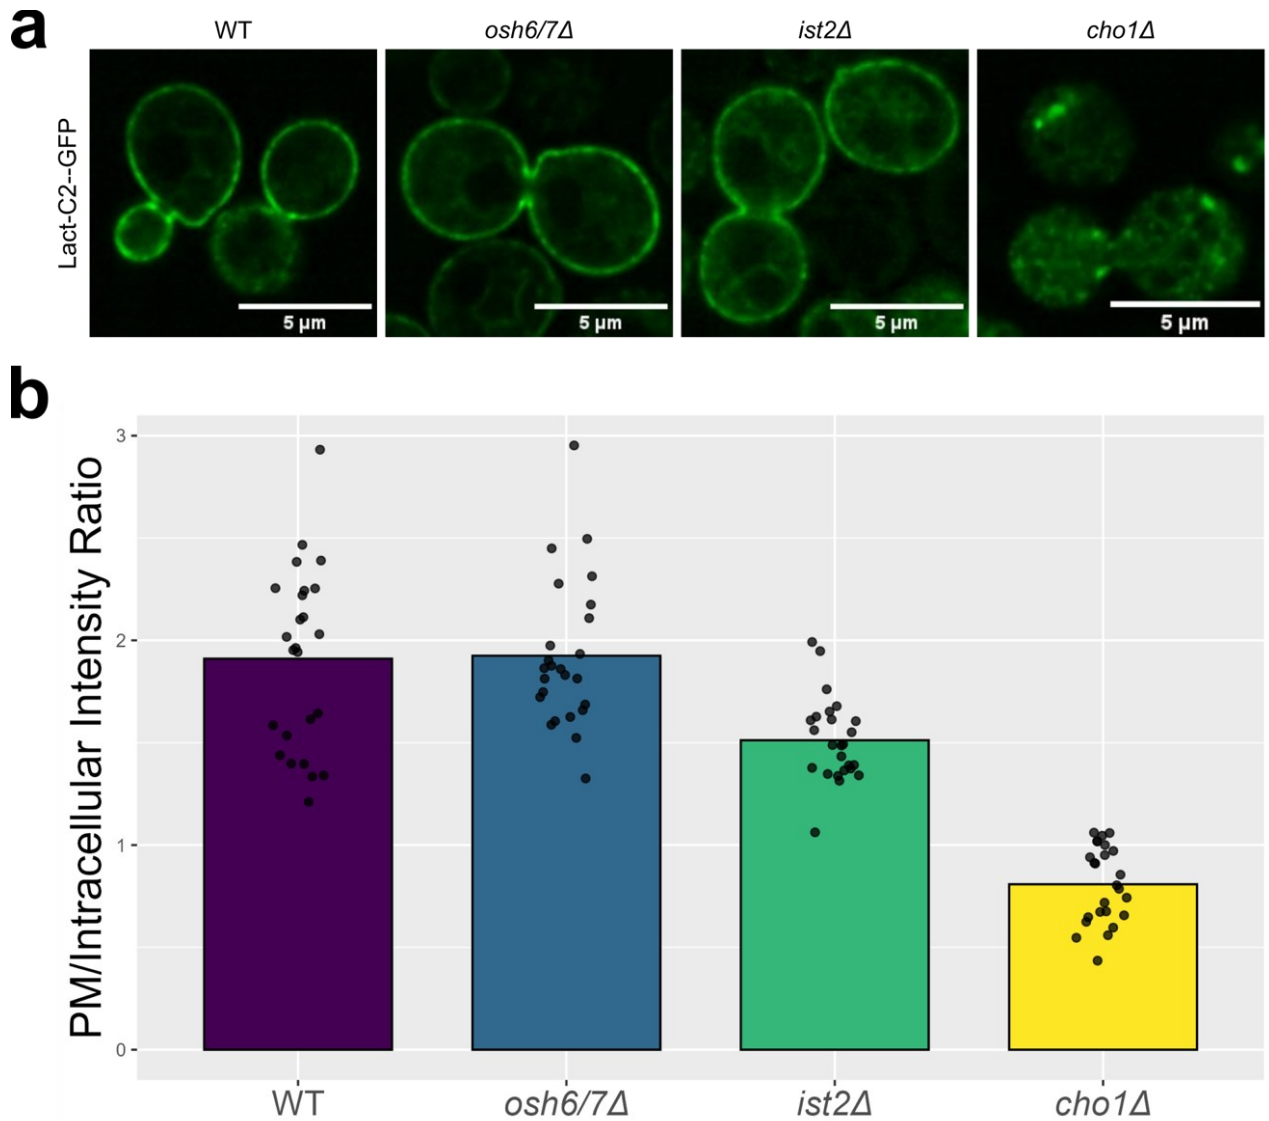 a
WT
osh6/7Δ
ist2Δ
cho1Δ
Lact-C2--GFP
5 µm
5 µm
5 µm
5 µm
b
PM/Intracellular Intensity Ratio
3
2
1
0
WT
osh6/7Δ
ist2Δ
cho1Δ